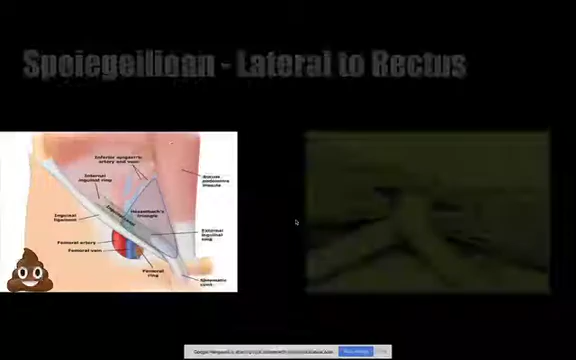 Spoiegeilioan - Lateral to Rectus
Inferior epigastric
artery and vein
Internal
inguinal ring
Rectus
abdominis
muscle
Hesselbach's
triangle
Inguinal
ligament
External
inguinal
ring
Femoral artery
Femoral vein
Femoral
ring
Spermatic
cord